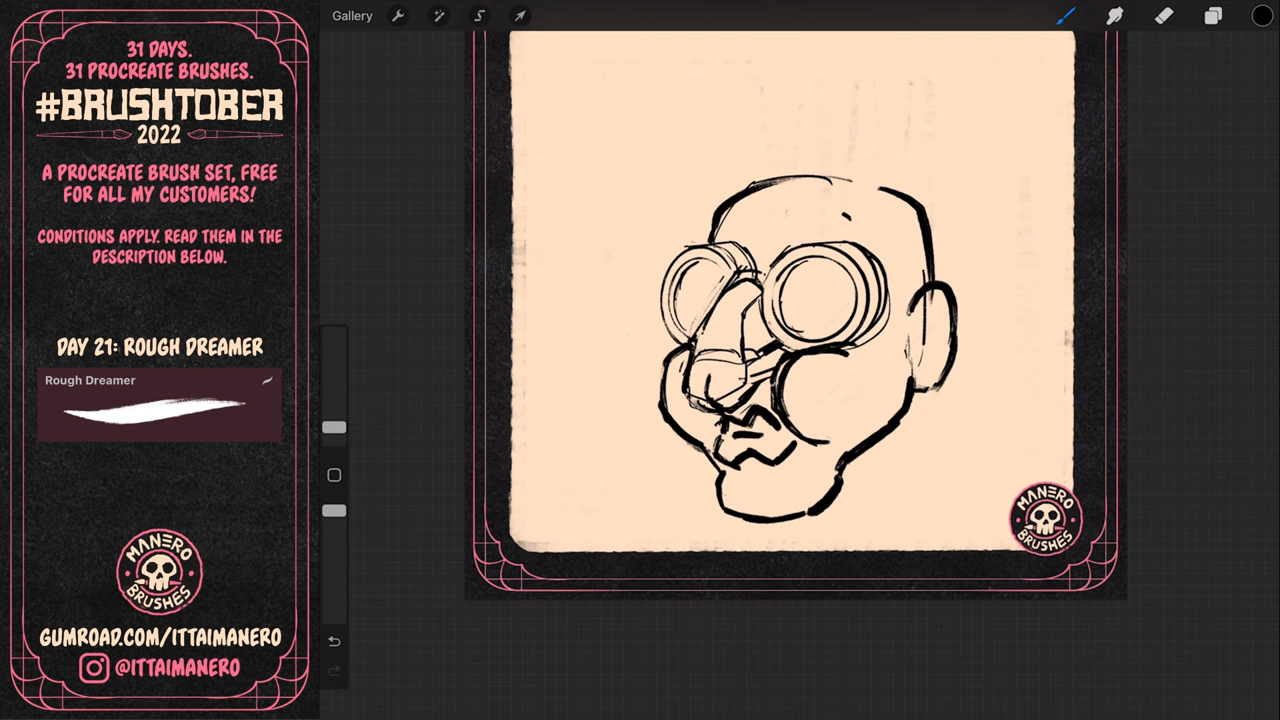 31 DAYS.
31 PROCREATE BRUSHES.
#BRUSHTOBER
2022
A PROCREATE BRUSH SET, FREE
FOR ALL MY CUSTOMERS!
CONDITIONS APPLY. READ THEM IN THE
DESCRIPTION BELOW.
DAY 21: ROUGH DREAMER
Rough Dreamer
MANERO
BRUSHES
GUMROAD.COM/ITTAIMANERO
@ITTAIMANERO
Gallery
MANERO
BRUSHES